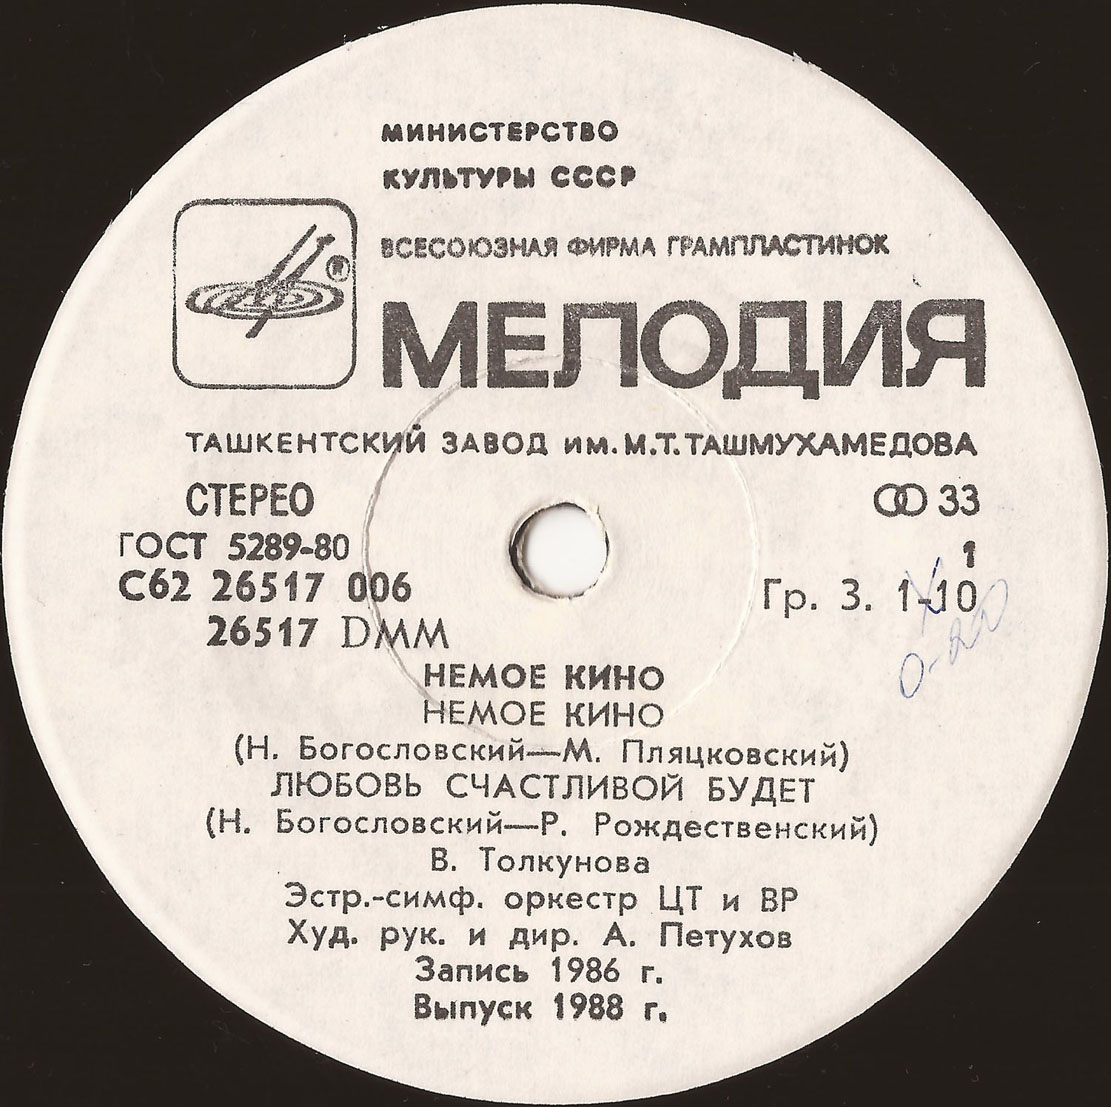 МИНИСТЕРСТВО
КУЛЬТУРЫ СССР
ВСЕСОЮЗНАЯ ФИРМА ГРАМПЛАСТИНОК
®
МЕЛОДИЯ
ТАШКЕНТСКИЙ ЗАВОД им. М.Т. ТАШМУХАМЕДОВА
СТЕРЕО 33
ГОСТ 5289-80 1
С62 26517 006 Гр. 3. 1-10
26517 DMM
НЕМОЕ КИНО
НЕМОЕ КИНО
(Н. Богословский—М. Пляцковский)
ЛЮБОВЬ СЧАСТЛИВОЙ БУДЕТ
(Н. Богословский—Р. Рождественский)
В. Толкунова
Эстр.-симф. оркестр ЦТ и ВР
Худ. рук. и дир. А. Петухов
Запись 1986 г.
Выпуск 1988 г.